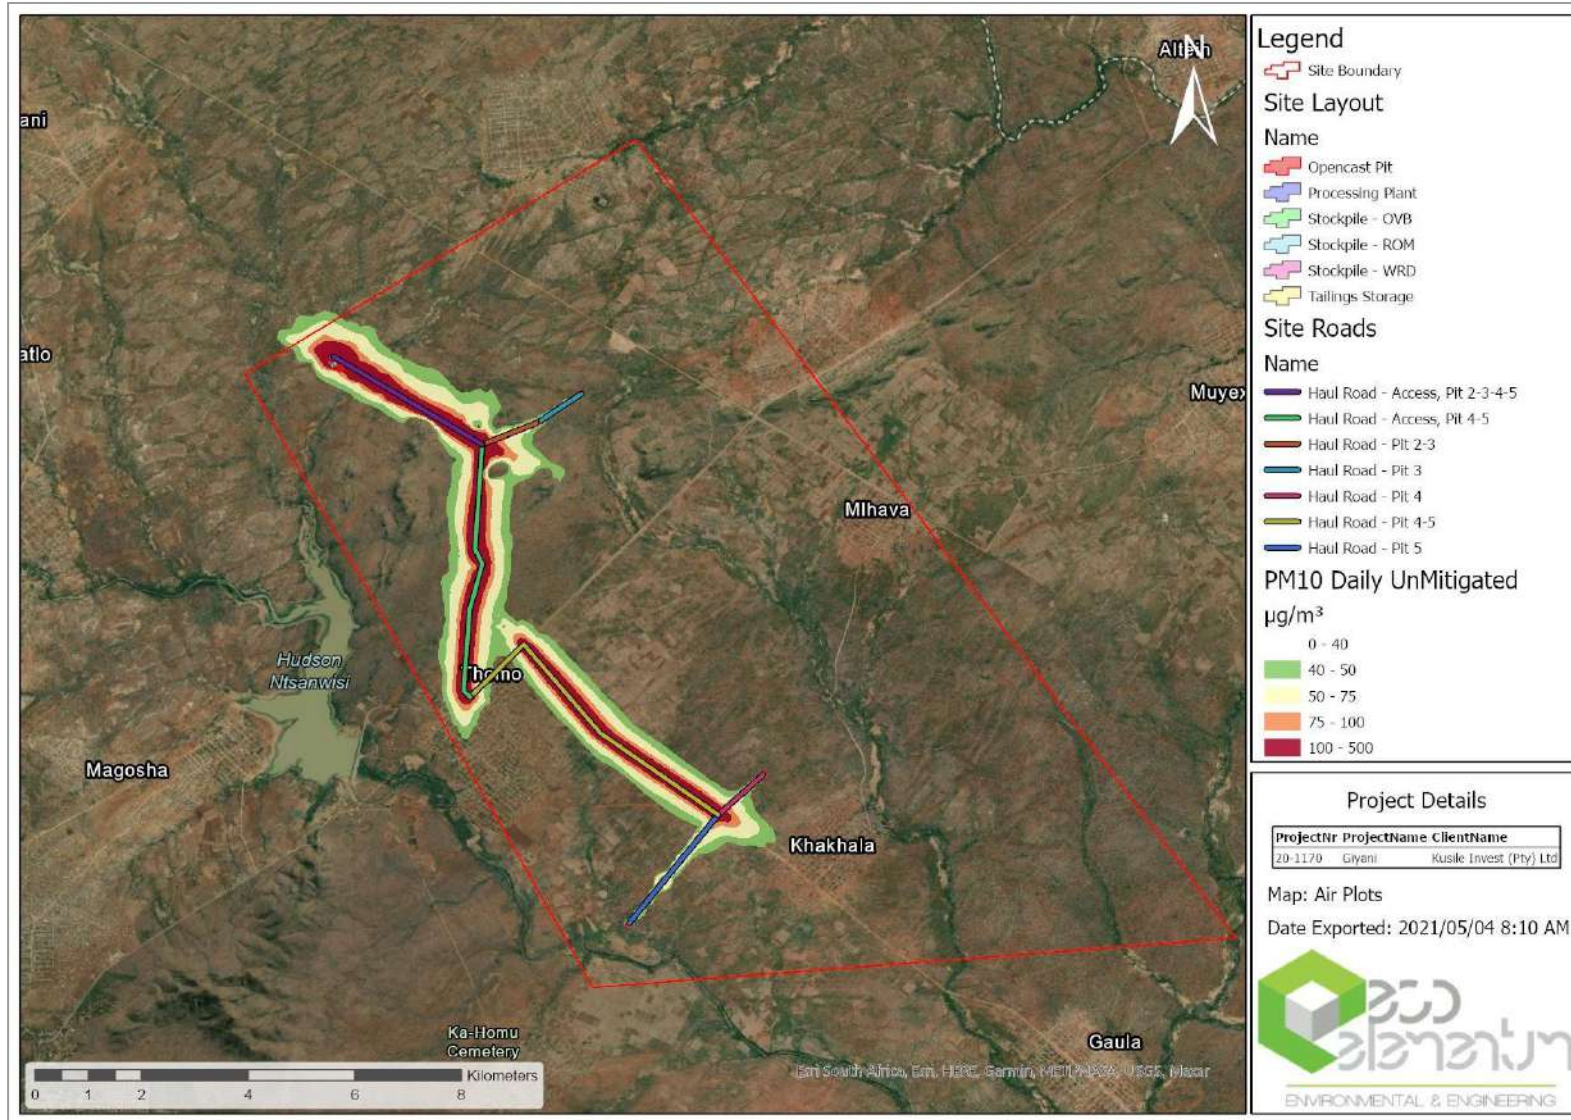 Altein
N
ani
atlo
Muyex
Mlhava
Hudson
Ntsanwisi
Thomo
Magosha
Khakhala
Ka-Homu
Cemetery
Gaula
Kilometers
0 1 2 4 6 8
Esri South Africa, Esri, HERE, Garmin, METI/NASA, USGS, Maxar
Legend
Site Boundary
Site Layout
Name
Opencast Pit
Processing Plant
Stockpile - OVB
Stockpile - ROM
Stockpile - WRD
Tailings Storage
Site Roads
Name
Haul Road - Access, Pit 2-3-4-5
Haul Road - Access, Pit 4-5
Haul Road - Pit 2-3
Haul Road - Pit 3
Haul Road - Pit 4
Haul Road - Pit 4-5
Haul Road - Pit 5
PM10 Daily UnMitigated
µg/m³
0 - 40
40 - 50
50 - 75
75 - 100
100 - 500
Project Details
ProjectNr ProjectName ClientName
20-1170 Giyani Kusile Invest (Pty) Ltd
Map: Air Plots
Date Exported: 2021/05/04 8:10 AM
eco
elementum
ENVIRONMENTAL & ENGINEERING